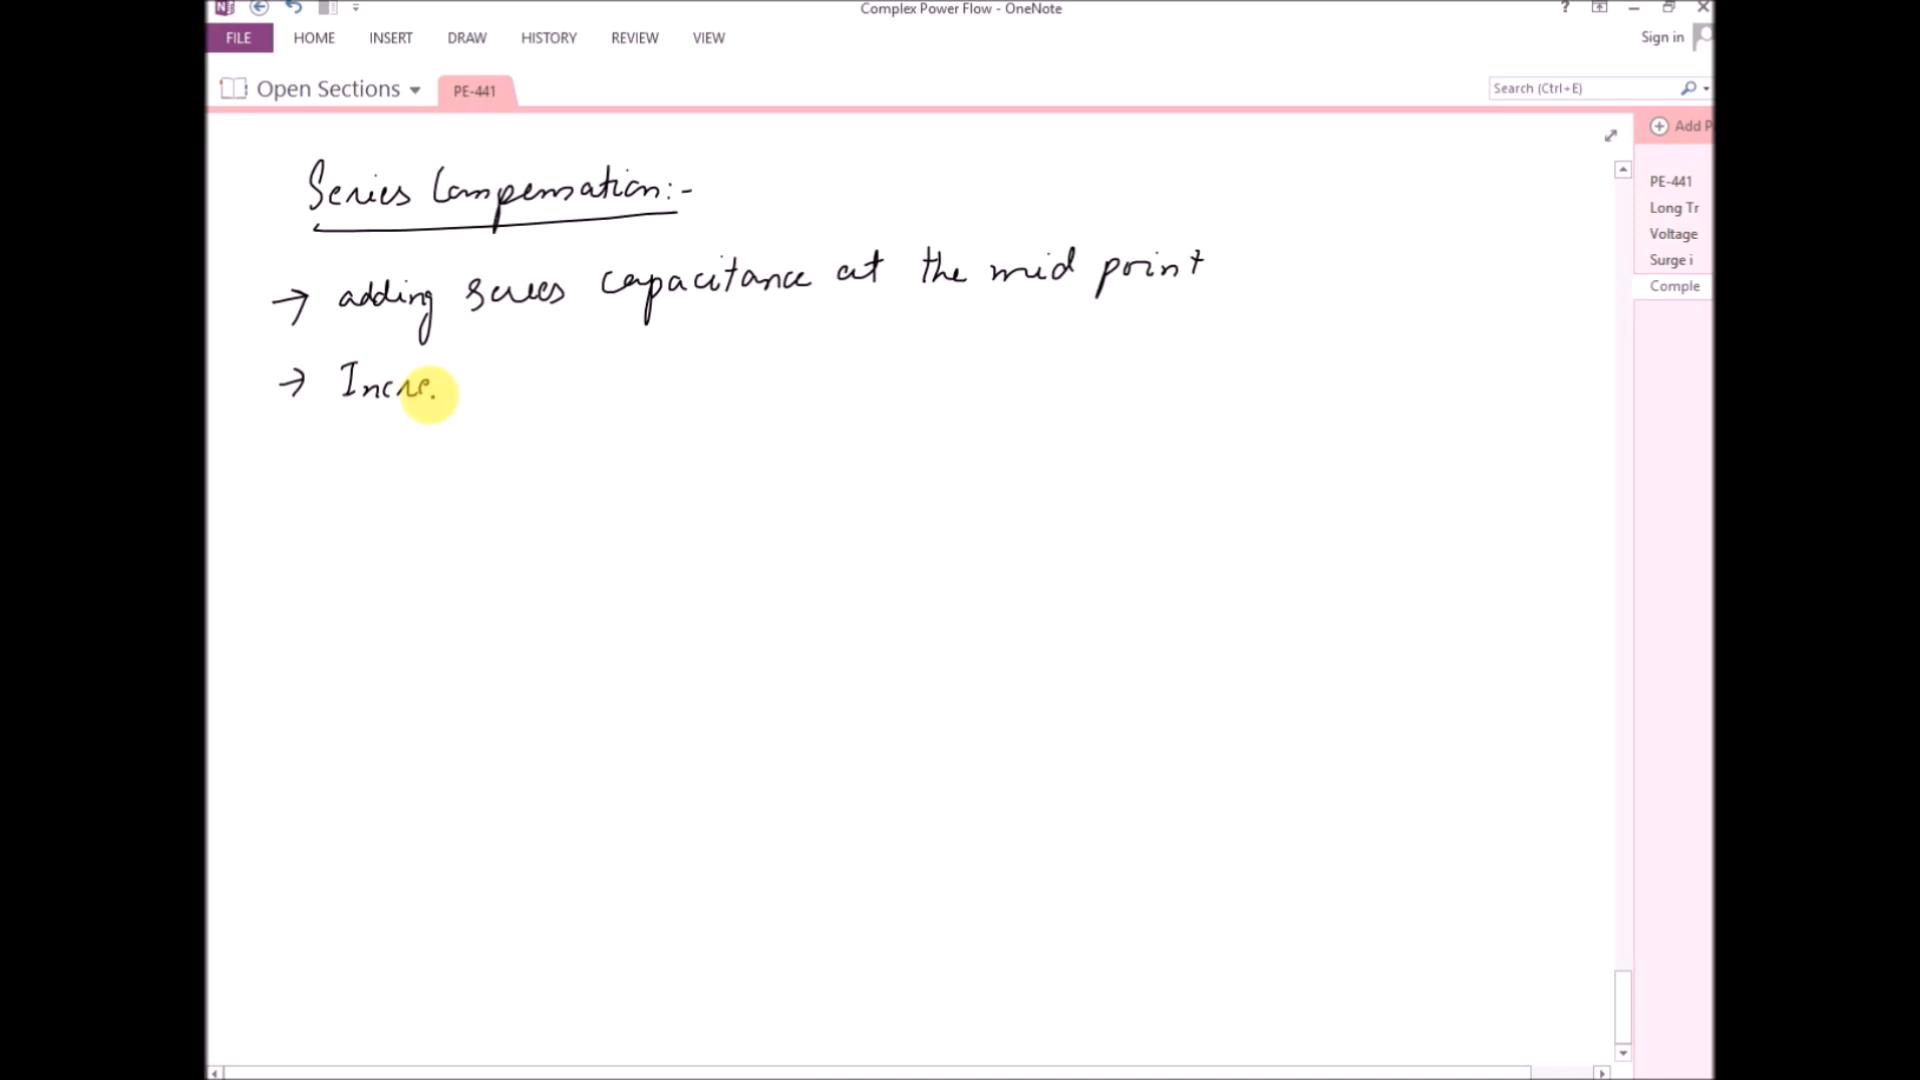 Complex Power Flow - OneNote
?
FILE HOME INSERT DRAW HISTORY REVIEW VIEW
Sign in
Open Sections
PE-441
Search (Ctrl+E)
Add P
PE-441
Long Tr
Voltage
Surge i
Comple
Series Compensation:-
→ adding series capacitance at the mid point
→ Incre